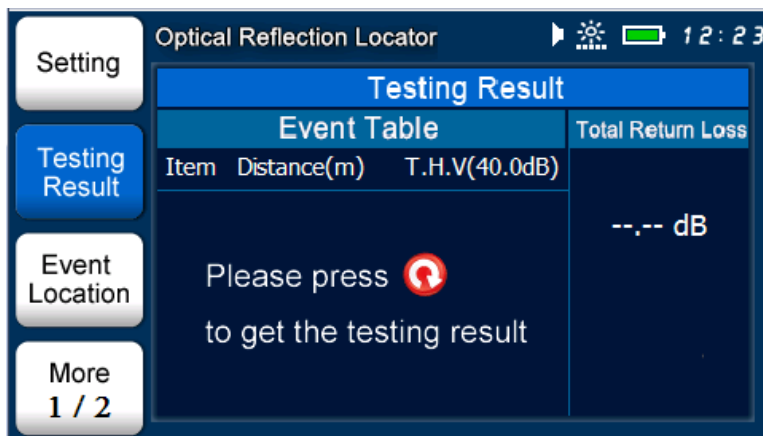 Optical Reflection Locator 12:23
Setting
Testing Result
Event Location
More
1 / 2
Testing Result
Event Table Total Return Loss
Item Distance(m) T.H.V(40.0dB)
--.-- dB
Please press
to get the testing result